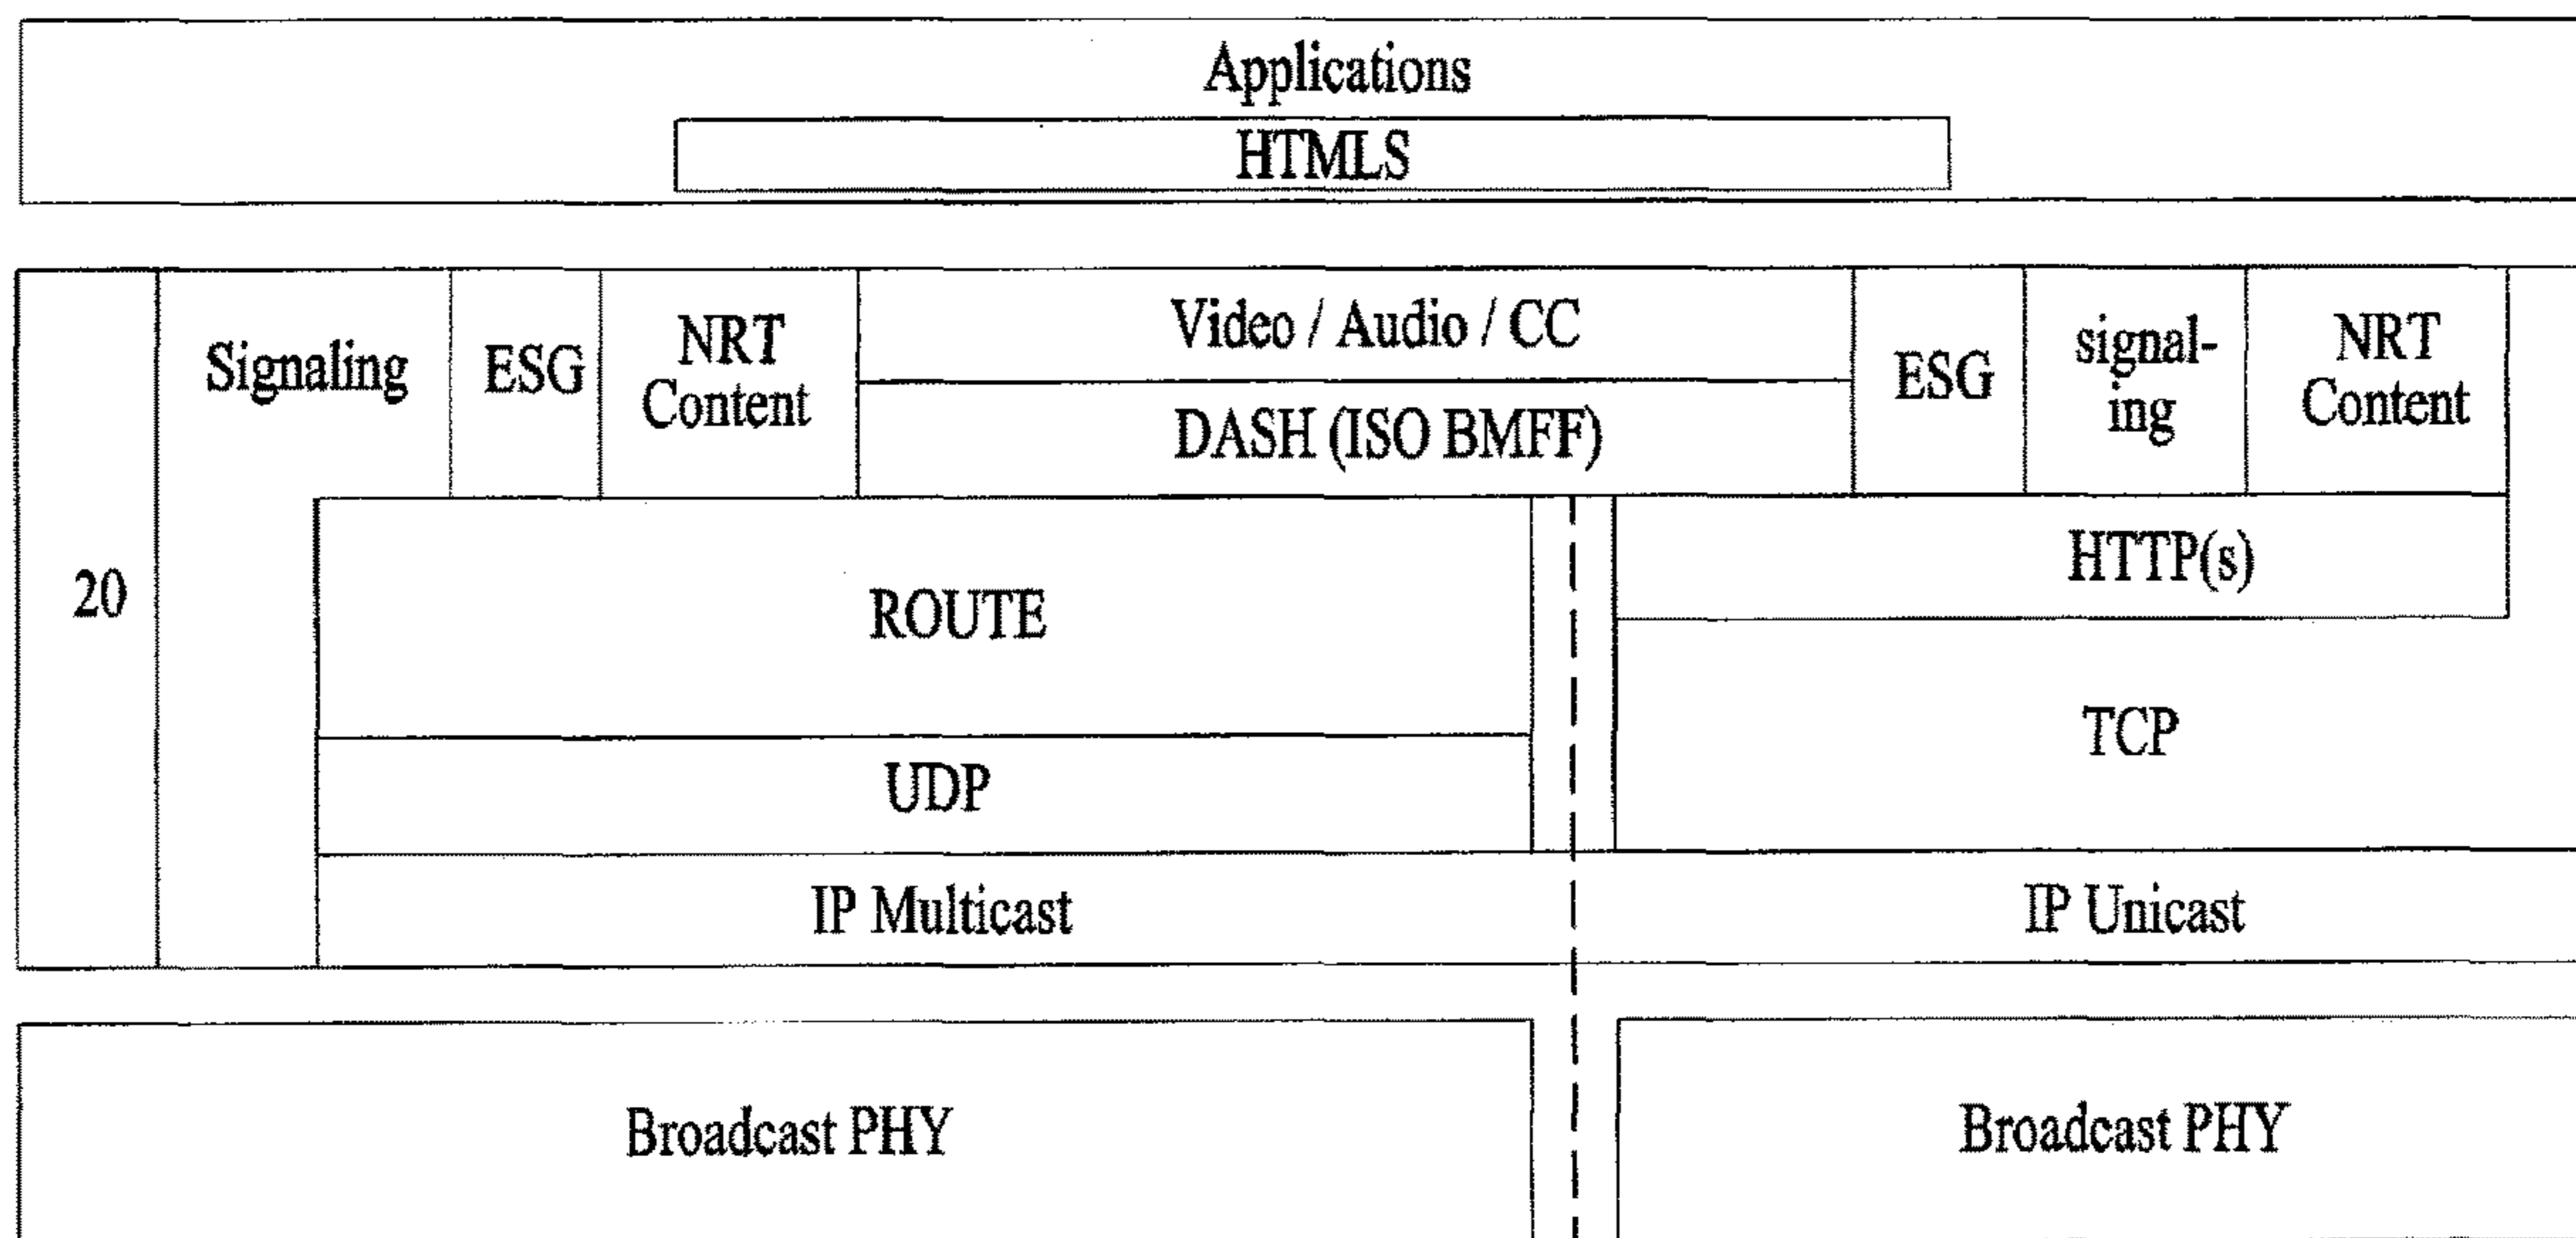 Applications
HTMLS
Signaling
ESG
NRT
Content
Video / Audio / CC
DASH (ISO BMFF)
ESG
signal-
ing
NRT
Content
20
ROUTE
HTTP(s)
UDP
TCP
IP Multicast
IP Unicast
Broadcast PHY
Broadcast PHY